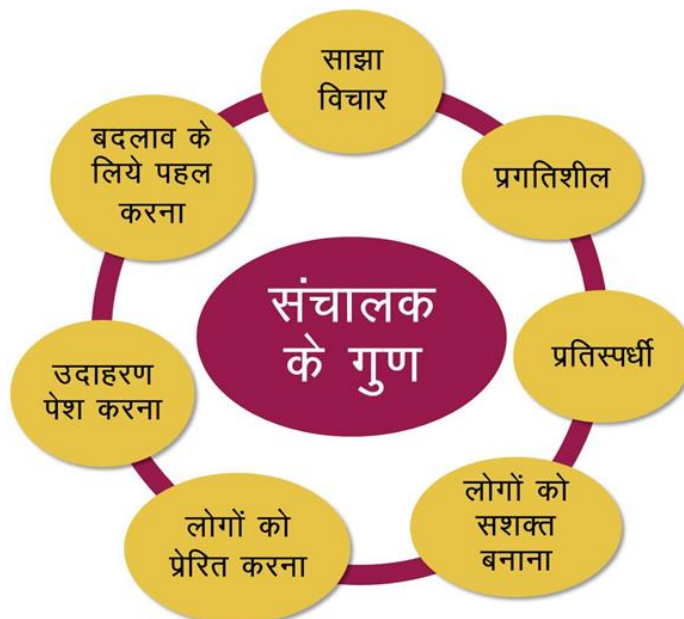 साझा
विचार
प्रगतिशील
प्रतिस्पर्धी
लोगों को
सशक्त
बनाना
लोगों को
प्रेरित करना
उदाहरण
पेश करना
बदलाव के
लिये पहल
करना
संचालक
के गुण